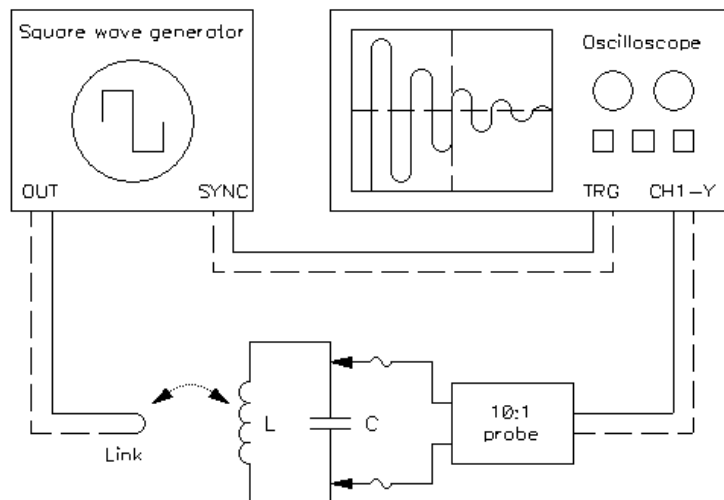 Square wave generator
OUT
SYNC
Oscilloscope
TRG
CH1-Y
Link
L
C
10:1
probe